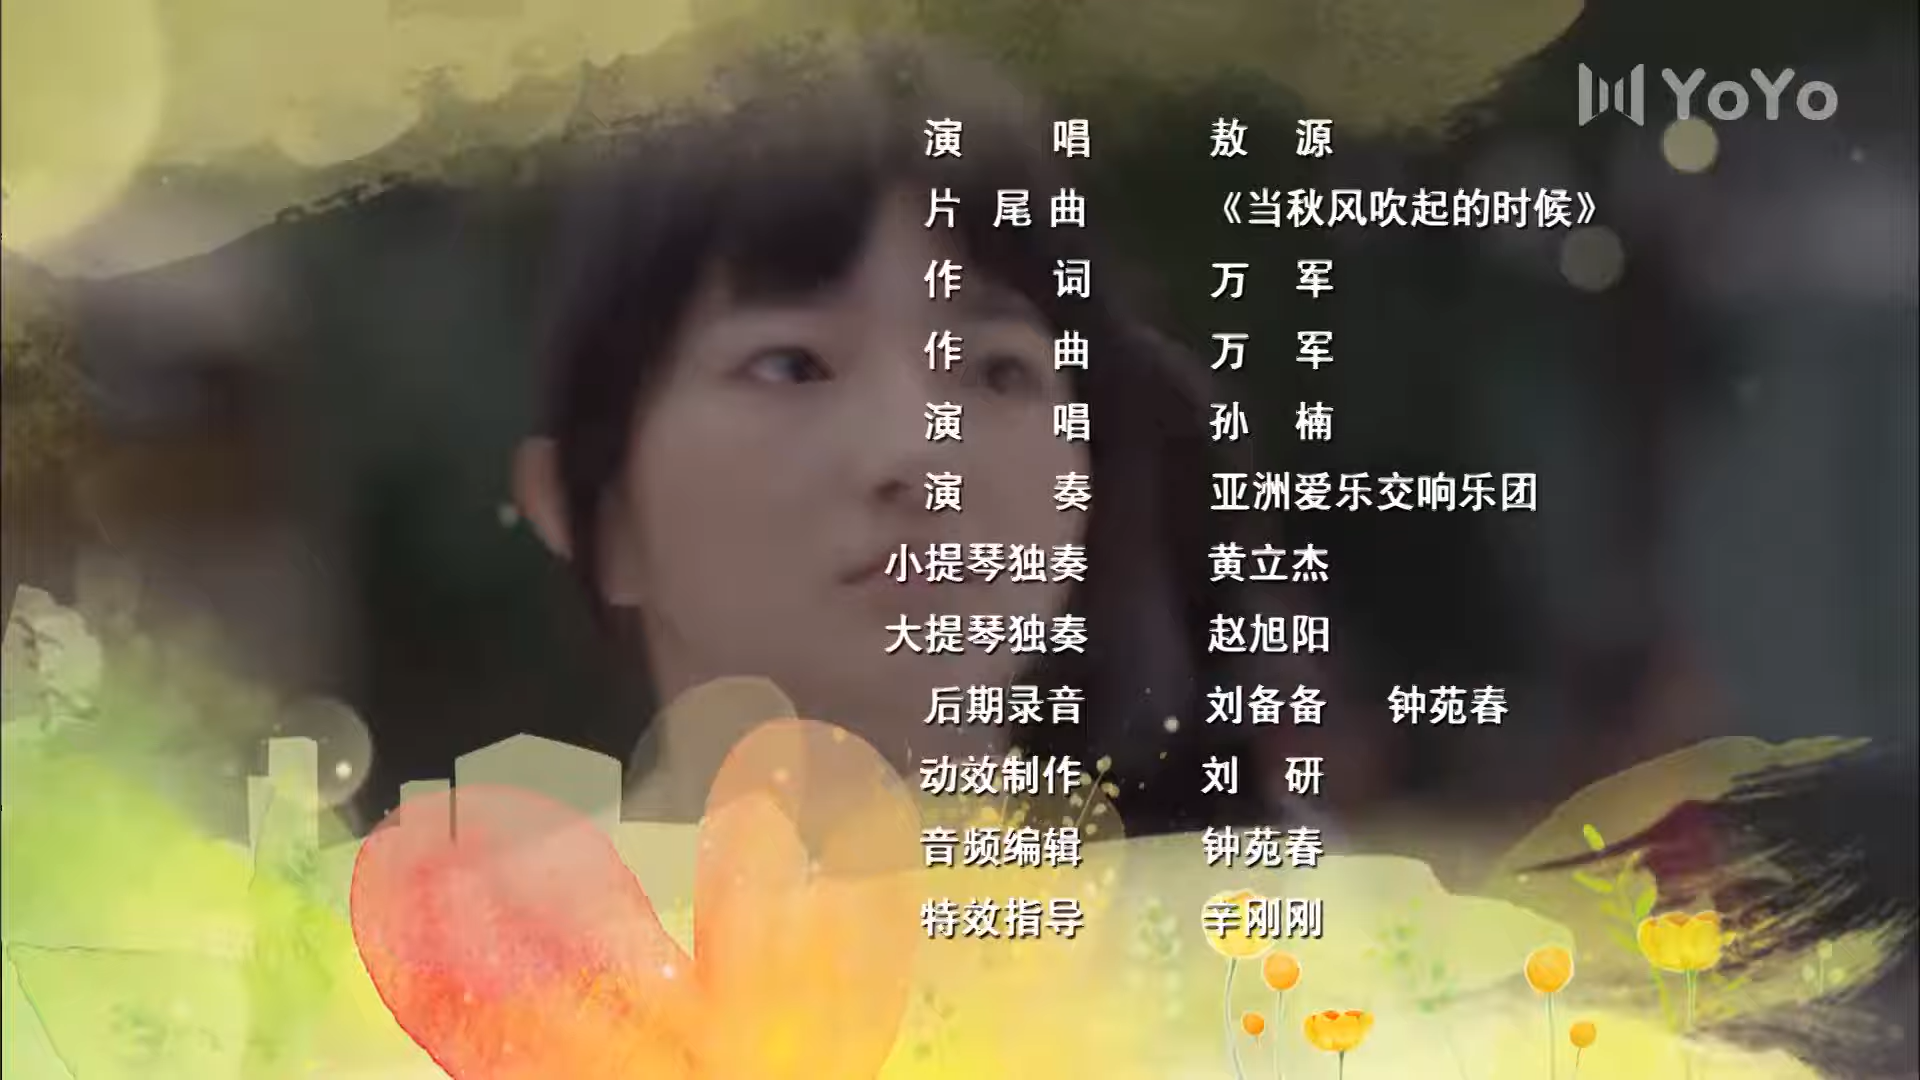 YoYo
演 唱 敖 源
片 尾 曲 《当秋风吹起的时候》
作 词 万 军
作 曲 万 军
演 唱 孙 楠
演 奏 亚洲爱乐交响乐团
小提琴独奏 黄立杰
大提琴独奏 赵旭阳
后期录音 刘备备 钟苑春
动效制作 刘 研
音频编辑 钟苑春
特效指导 辛刚刚